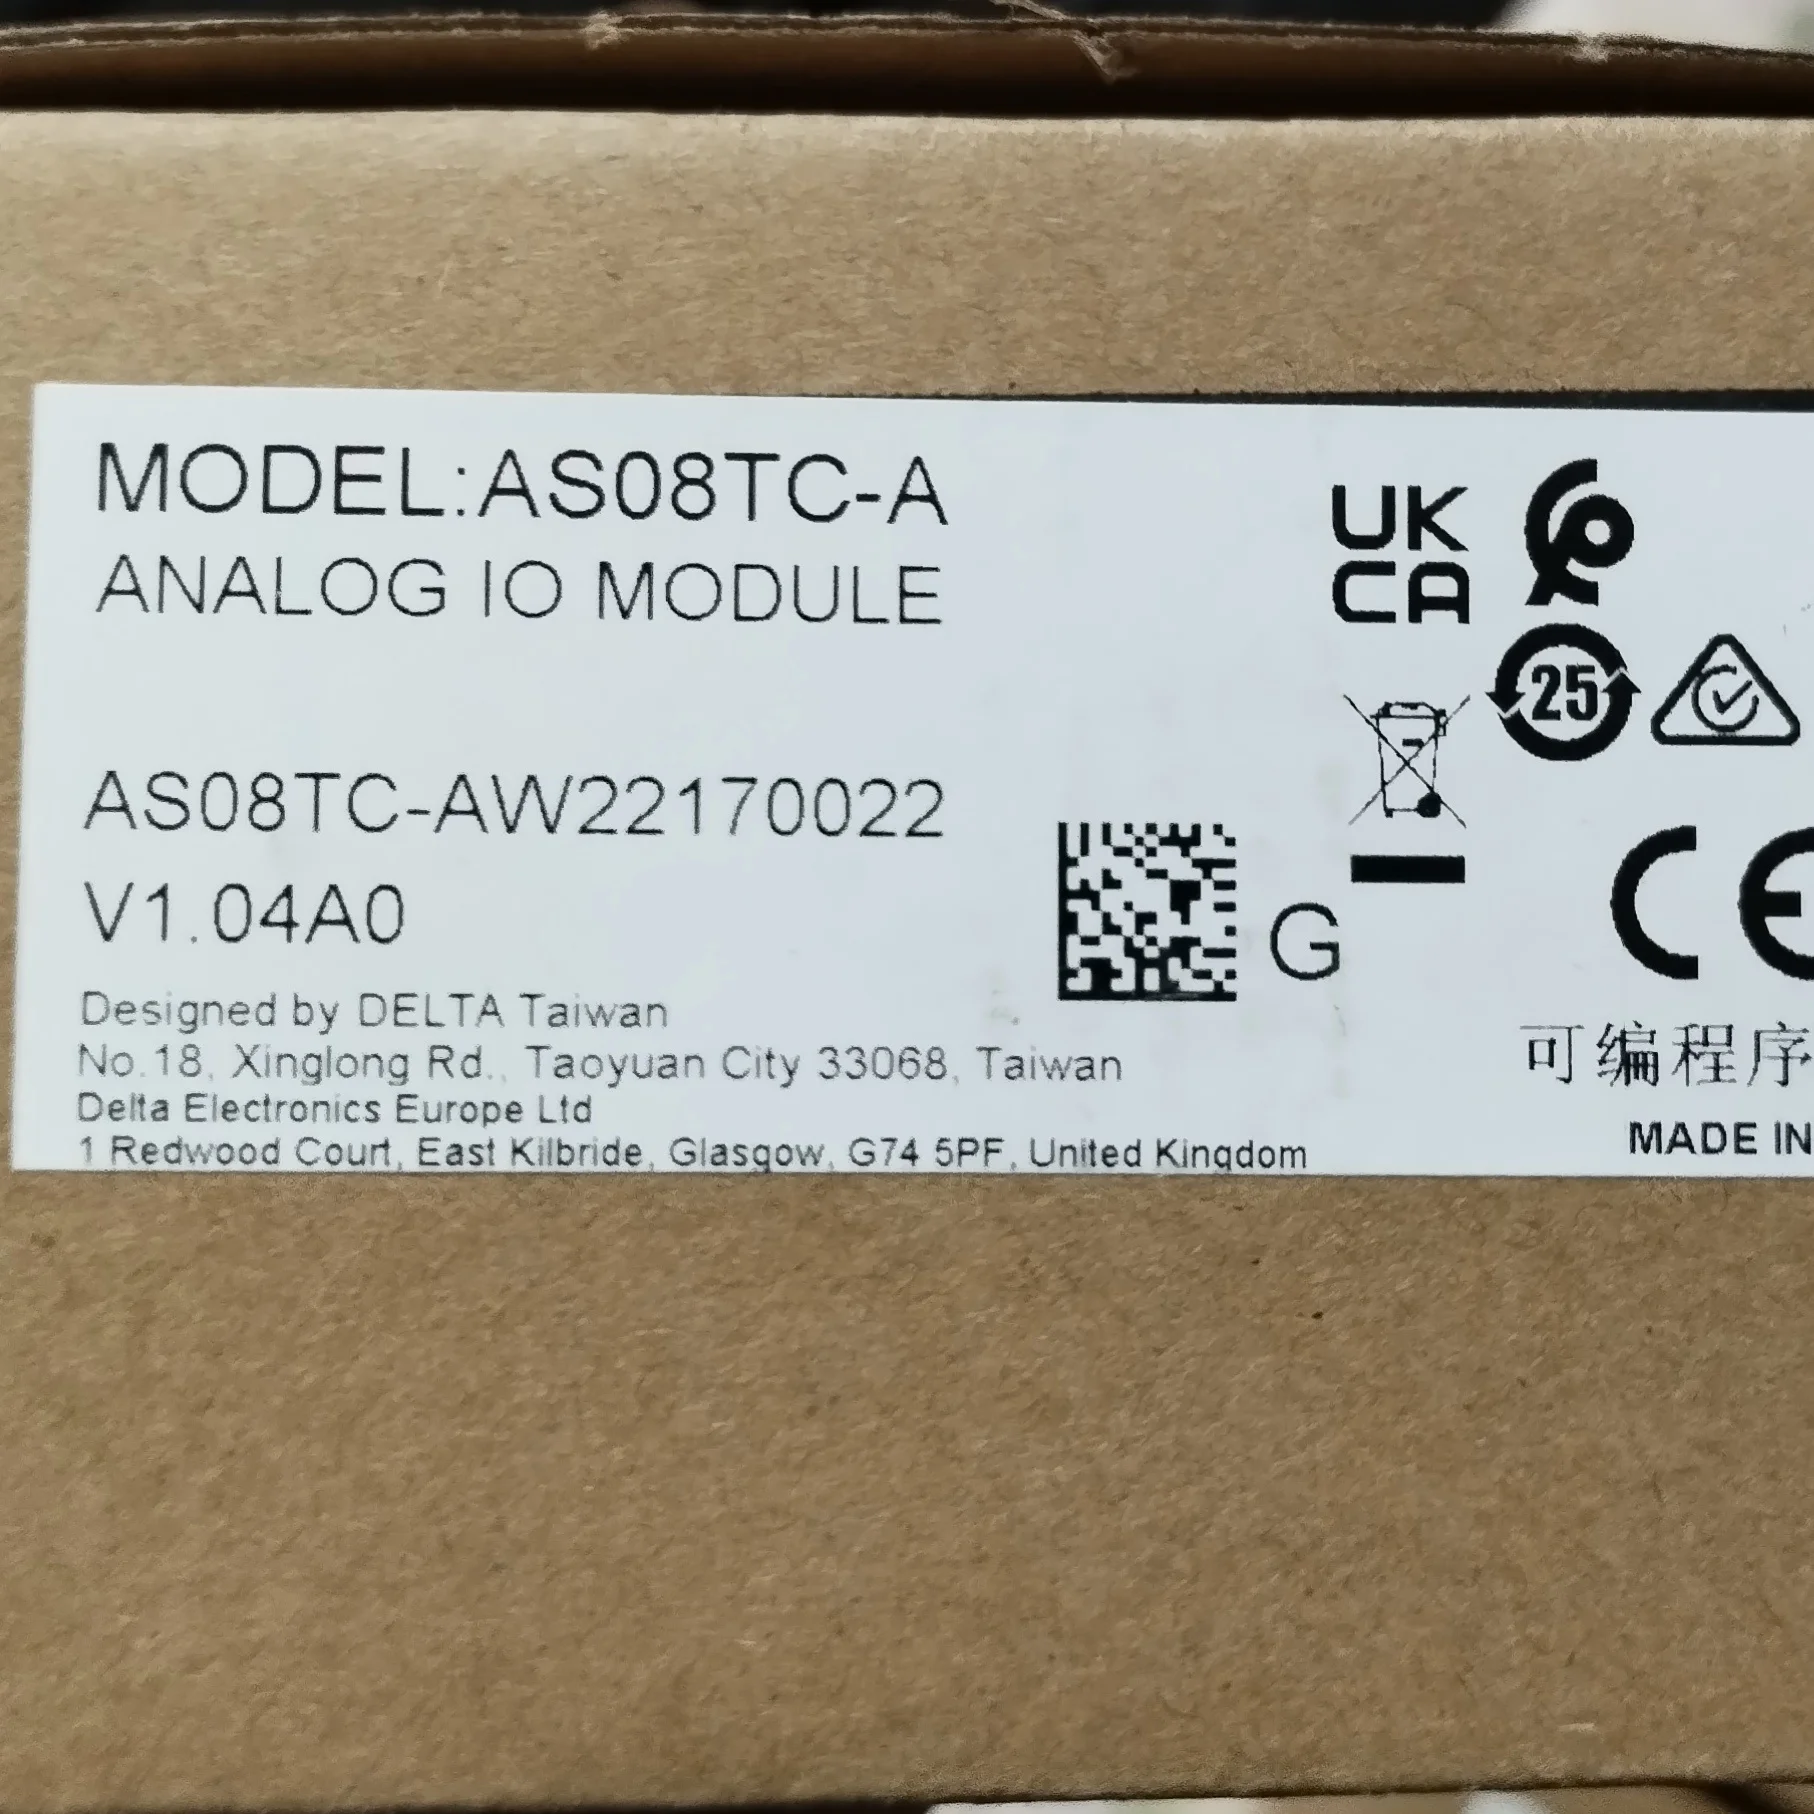 MODEL:AS08TC-A
ANALOG IO MODULE
UK
CA
25
AS08TC-AW22170022
V1.04A0
G
CE
Designed by DELTA Taiwan
No.18, Xinglong Rd., Taoyuan City 33068, Taiwan
Delta Electronics Europe Ltd
1 Redwood Court, East Kilbride, Glasgow, G74 5PF, United Kingdom
可编程序
MADE IN